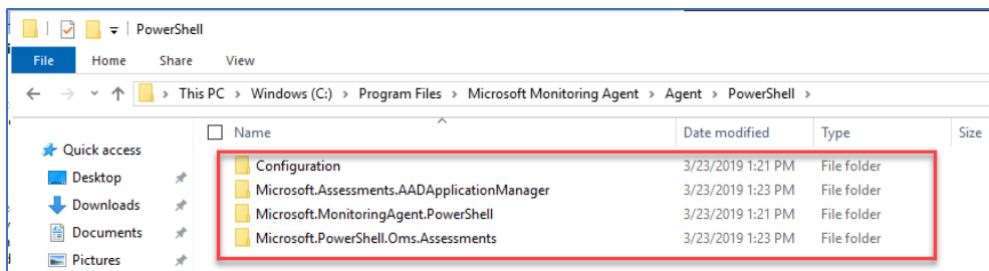 PowerShell
File Home Share View
This PC > Windows (C:) > Program Files > Microsoft Monitoring Agent > Agent > PowerShell >
Name Date modified Type Size
Quick access
Configuration 3/23/2019 1:21 PM File folder
Desktop
Microsoft.Assessments.AADApplicationManager 3/23/2019 1:23 PM File folder
Downloads
Microsoft.MonitoringAgent.PowerShell 3/23/2019 1:21 PM File folder
Documents
Microsoft.PowerShell.Oms.Assessments 3/23/2019 1:23 PM File folder
Pictures